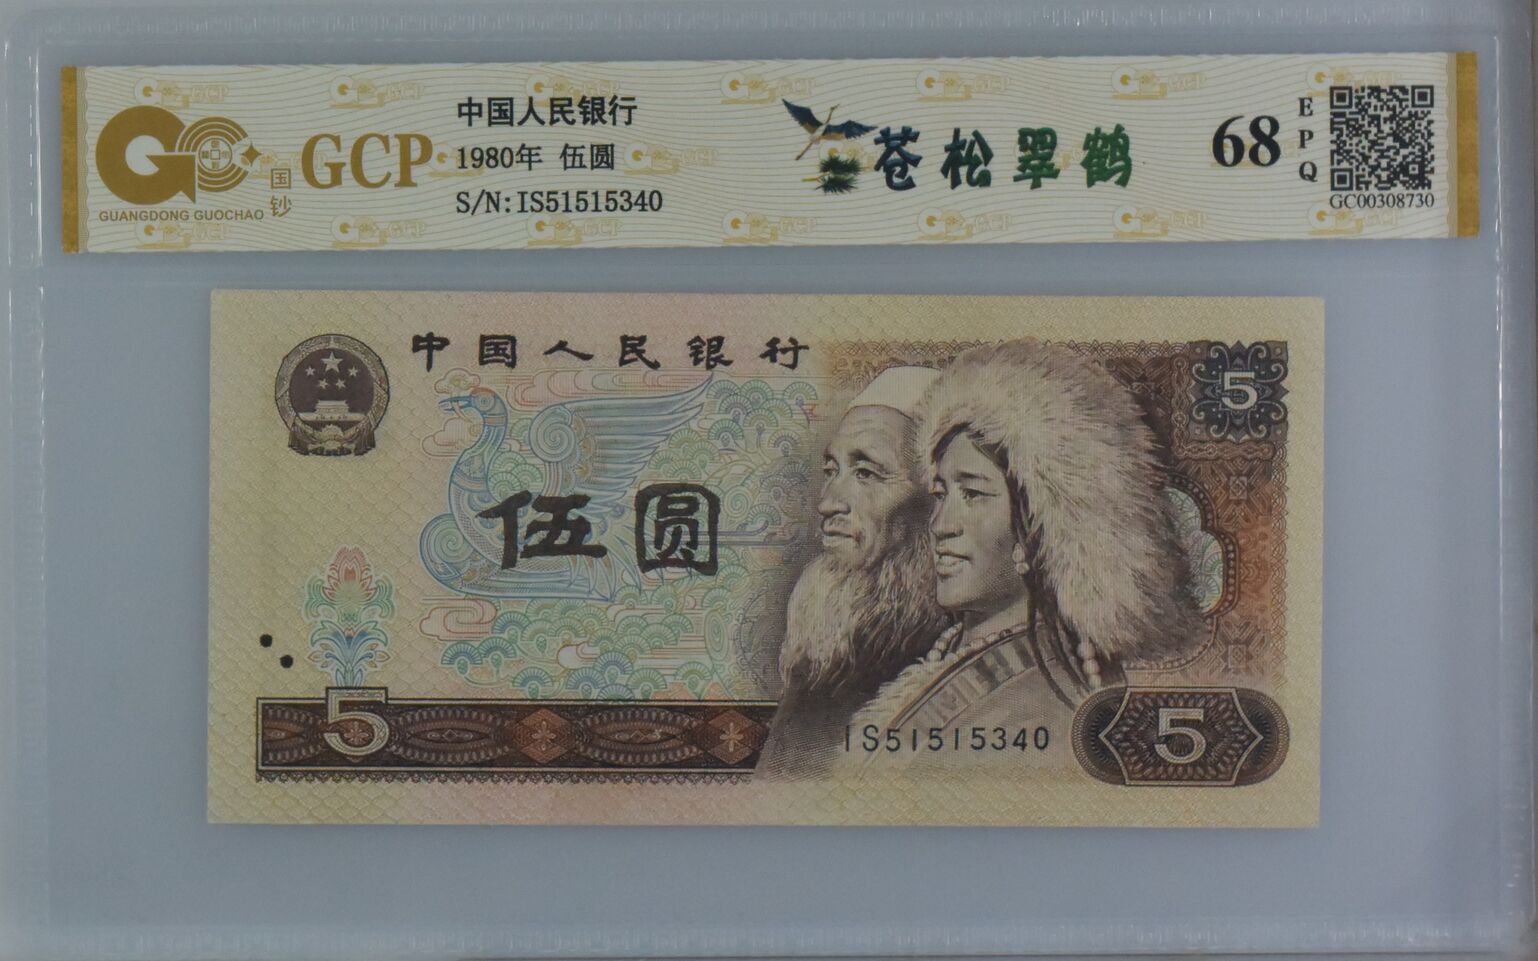 GCP
国钞
GUANGDONG GUOCHAO
中国人民银行
1980年 伍圆
S/N:IS51515340
苍松翠鹤
68
EPQ
GC00308730
中国人民银行
5
伍圆
5
IS51515340
5